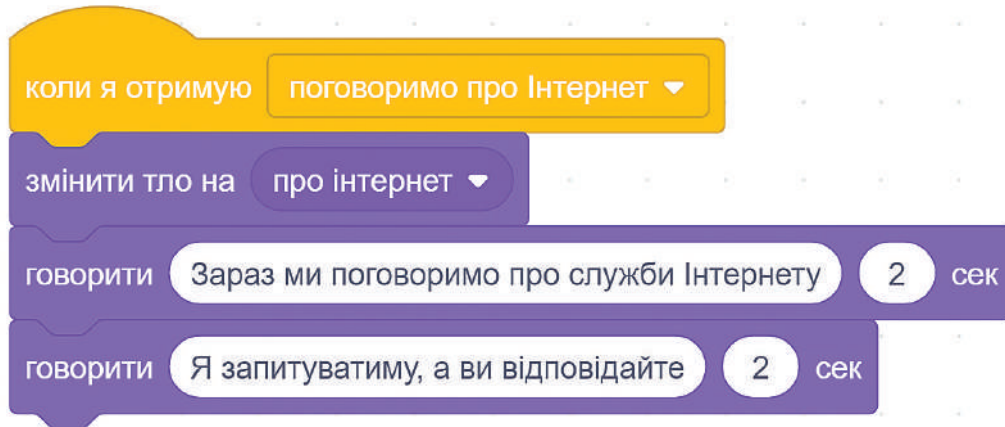 коли я отримую поговоримо про Інтернет
змінити тло на про інтернет
говорити Зараз ми поговоримо про служби Інтернету 2 сек
говорити Я запитуватиму, а ви відповідайте 2 сек